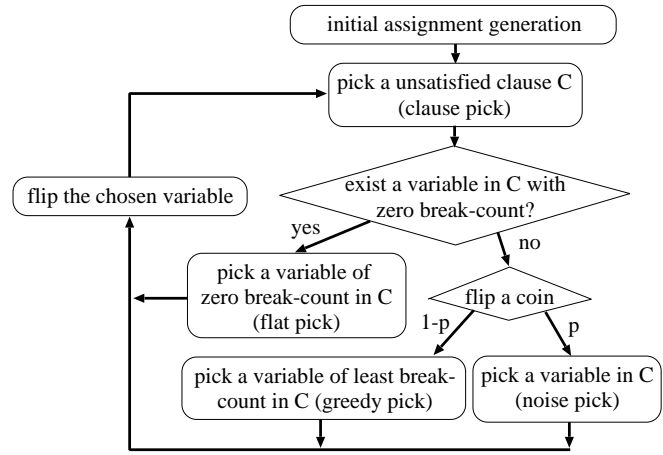 initial assignment generation
pick a unsatisfied clause C
(clause pick)
flip the chosen variable
exist a variable in C with
zero break-count?
yes
no
pick a variable of
zero break-count in C
(flat pick)
flip a coin
1-p
p
pick a variable of least break-
count in C (greedy pick)
pick a variable in C
(noise pick)